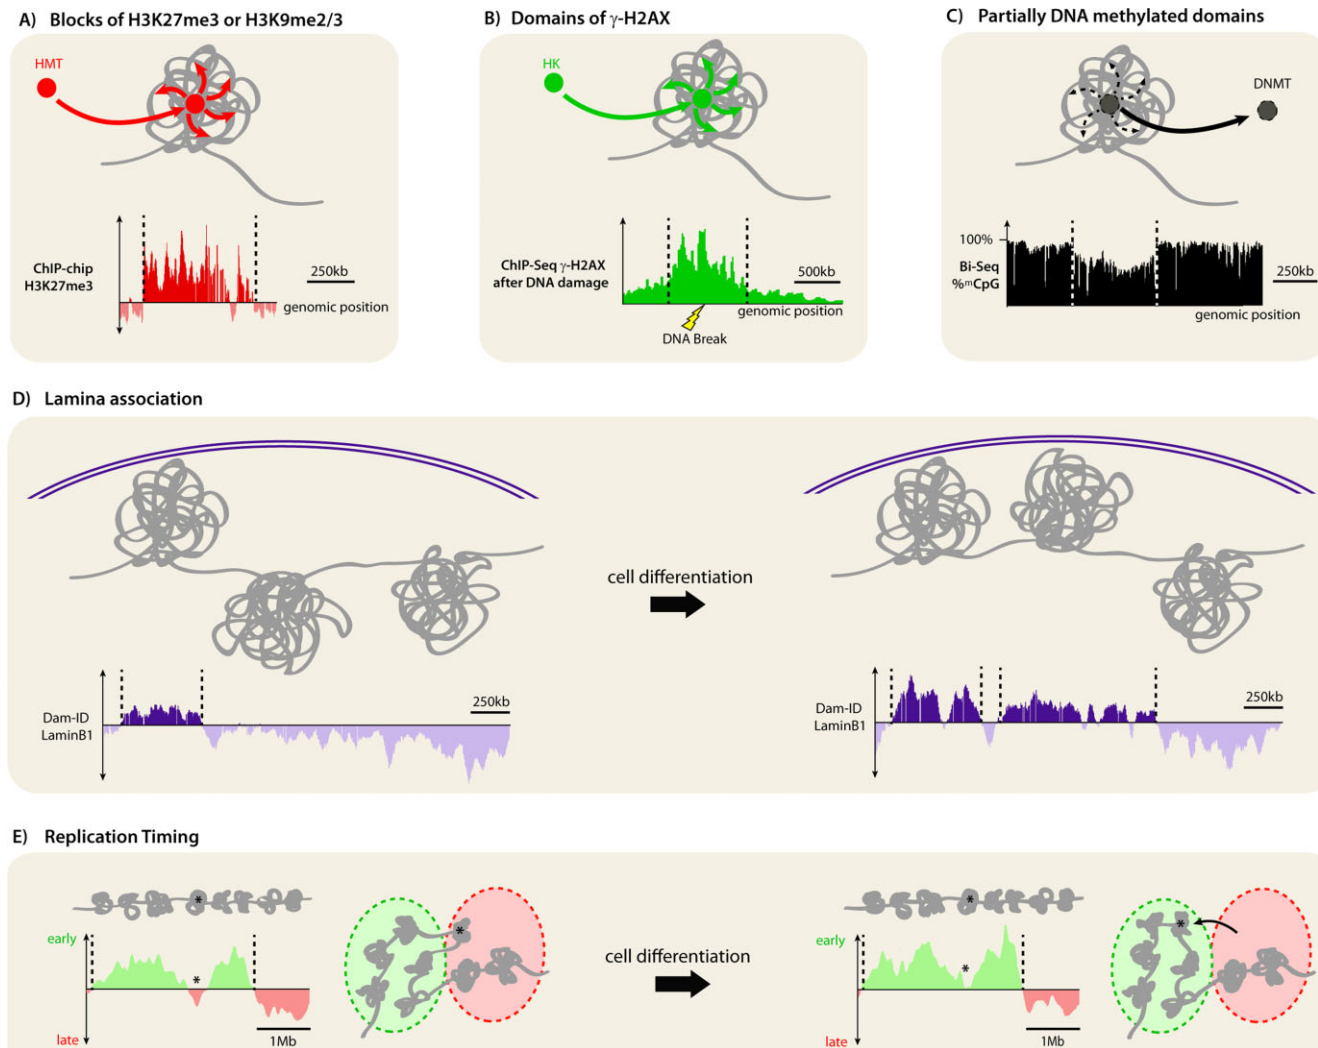 A) Blocks of H3K27me3 or H3K9me2/3
HMT
ChIP-chip
H3K27me3
250kb
genomic position
B) Domains of γ-H2AX
HK
ChIP-Seq γ-H2AX
after DNA damage
500kb
genomic position
DNA Break
C) Partially DNA methylated domains
DNMT
100%
Bi-Seq
%mCpG
250kb
genomic position
D) Lamina association
cell differentiation
Dam-ID
LaminB1
250kb
Dam-ID
LaminB1
250kb
E) Replication Timing
*
early
*
late
1Mb
*
cell differentiation
*
early
*
late
1Mb
*